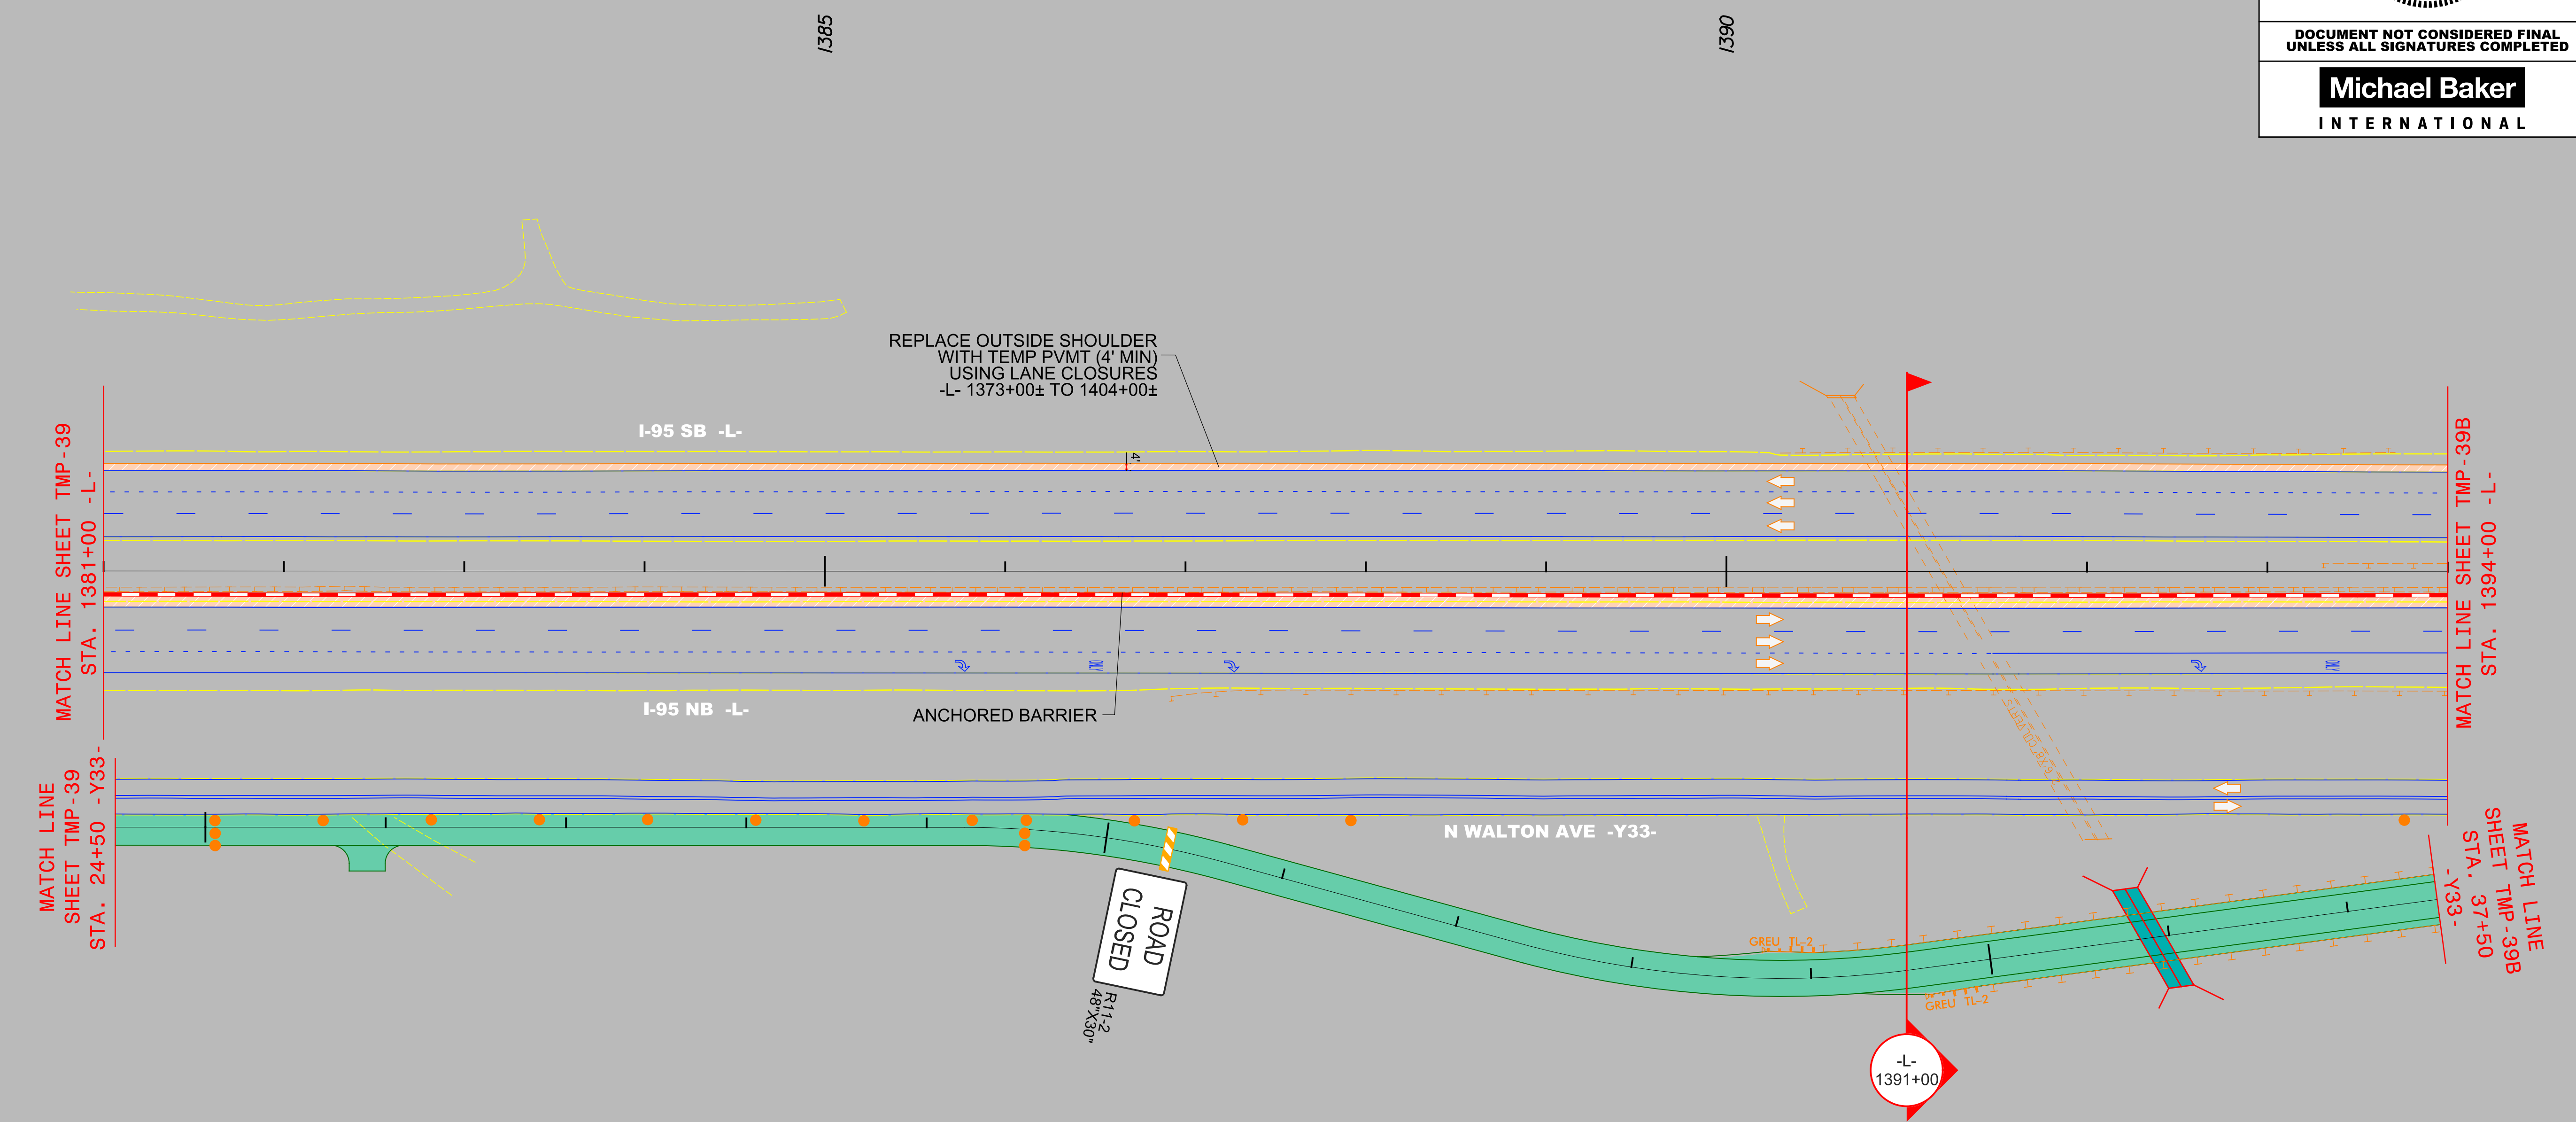 1385
1390
DOCUMENT NOT CONSIDERED FINAL
UNLESS ALL SIGNATURES COMPLETED
Michael Baker
INTERNATIONAL
REPLACE OUTSIDE SHOULDER
WITH TEMP PVMT (4' MIN)
USING LANE CLOSURES
-L- 1373+00± TO 1404+00±
MATCH LINE SHEET TMP-39
STA. 1381+00 -L-
I-95 SB -L-
4'
MATCH LINE SHEET TMP-39B
STA. 1394+00 -L-
ONLY
ONLY
I-95 NB -L-
ANCHORED BARRIER
MATCH LINE
SHEET TMP-39
STA. 24+50 -Y33-
N WALTON AVE -Y33-
MATCH LINE
SHEET TMP-39B
STA. 37+50
-Y33-
ROAD
CLOSED
R11-2
48"X30"
GREU TL-2
GREU TL-2
-L-
1391+00